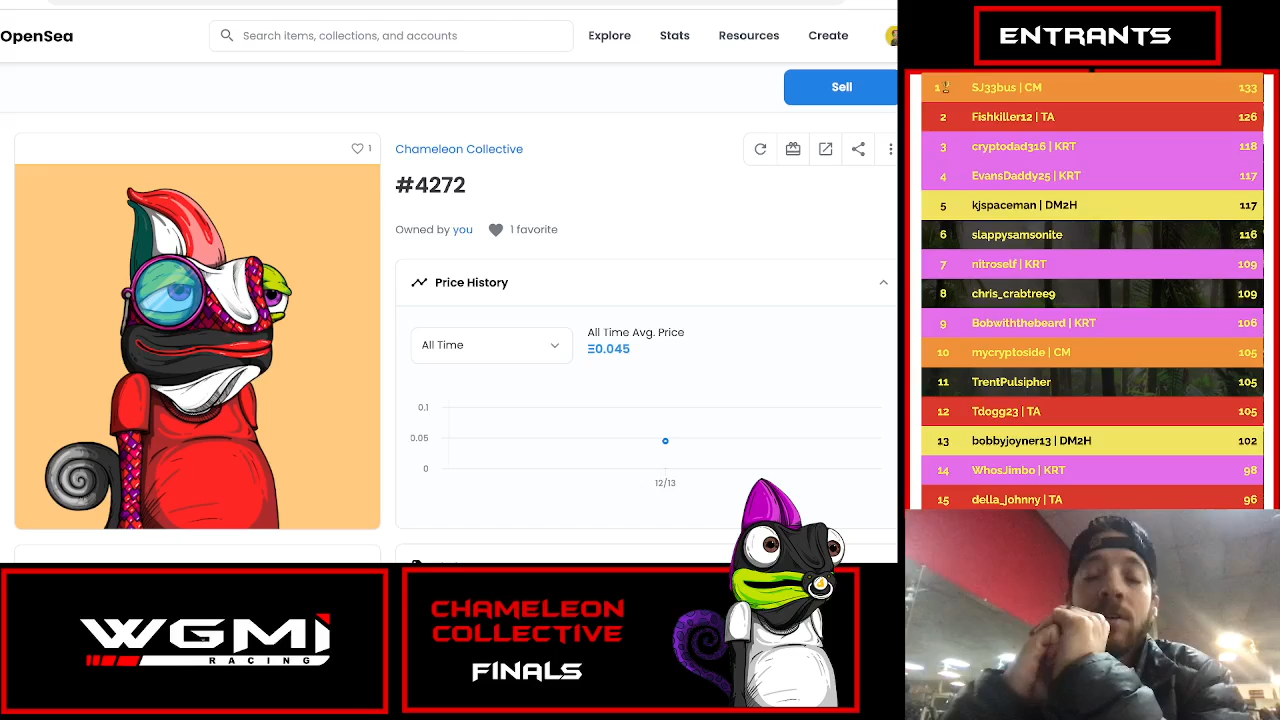 OpenSea
Search items, collections, and accounts
Explore
Stats
Resources
Create
Sell
1
Chameleon Collective
#4272
Owned by you
1 favorite
Price History
All Time
All Time Avg. Price
Ξ0.045
0.1
0.05
0
12/13
WGMI
RACING
CHAMELEON
COLLECTIVE
FINALS
ENTRANTS
1 SJ33bus | CM 133
2 Fishkiller12 | TA 126
3 cryptodad316 | KRT 118
4 EvansDaddy25 | KRT 117
5 kjspaceman | DM2H 117
6 slappysamsonite 116
7 nitroself | KRT 109
8 chris_crabtree9 109
9 Bobwiththebeard | KRT 106
10 mycryptoside | CM 105
11 TrentPulsipher 105
12 Tdogg23 | TA 105
13 bobbyjoyner13 | DM2H 102
14 WhosJimbo | KRT 98
15 della_johnny | TA 96